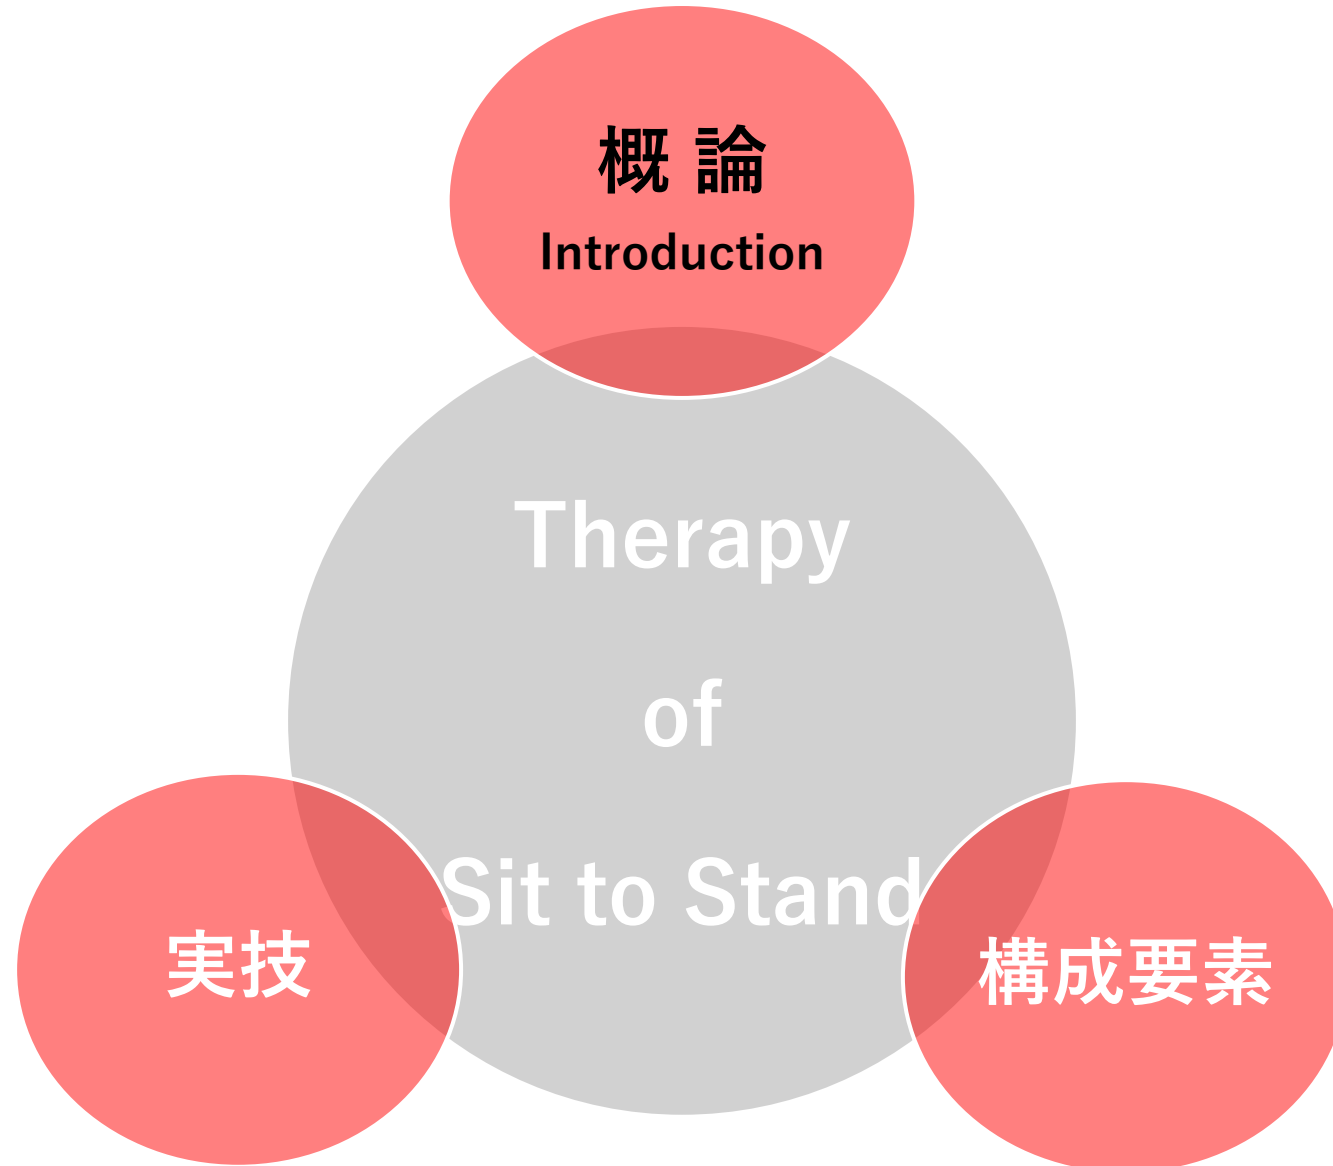 概 論
Introduction
Therapy
of
Sit to Stand
実技
構成要素